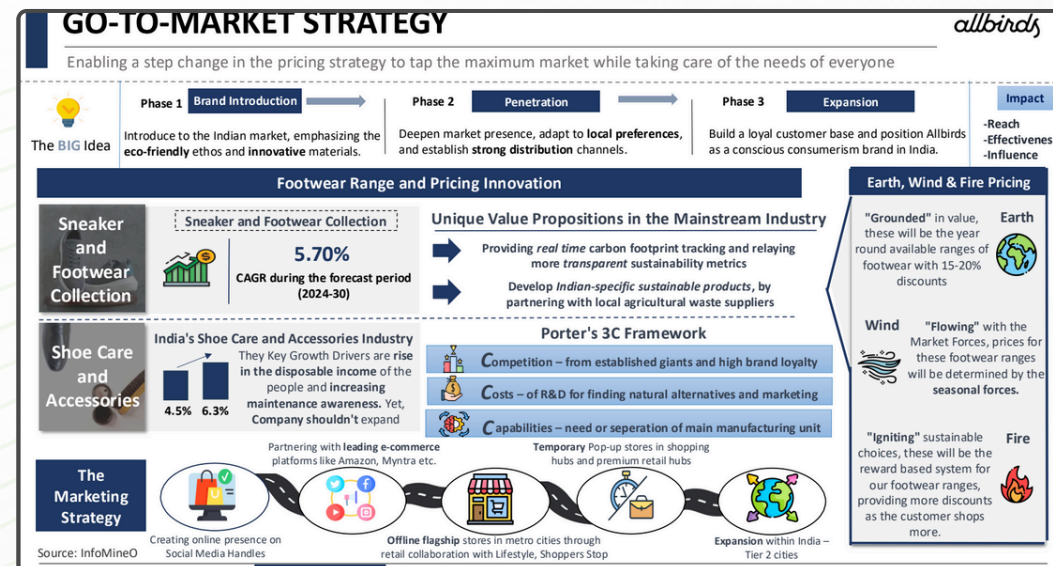 GO-TO-MARKET STRATEGY
allbirds
Enabling a step change in the pricing strategy to tap the maximum market while taking care of the needs of everyone
The BIG Idea
Phase 1
Brand Introduction
Introduce to the Indian market, emphasizing the
eco-friendly ethos and innovative materials.
Phase 2
Penetration
Deepen market presence, adapt to local preferences,
and establish strong distribution channels.
Phase 3
Expansion
Build a loyal customer base and position Allbirds
as a conscious consumerism brand in India.
Impact
-Reach
-Effectivenes
-Influence
Footwear Range and Pricing Innovation
Sneaker
and
Footwear
Collection
Sneaker and Footwear Collection
5.70%
CAGR during the forecast period
(2024-30)
Unique Value Propositions in the Mainstream Industry
Providing real time carbon footprint tracking and relaying
more transparent sustainability metrics
Develop Indian-specific sustainable products, by
partnering with local agricultural waste suppliers
Shoe Care
and
Accessories
India's Shoe Care and Accessories Industry
4.5%
6.3%
They Key Growth Drivers are rise
in the disposable income of the
people and increasing
maintenance awareness. Yet,
Company shouldn't expand
Porter's 3C Framework
Competition – from established giants and high brand loyalty
Costs – of R&D for finding natural alternatives and marketing
Capabilities – need or seperation of main manufacturing unit
Earth, Wind & Fire Pricing
Earth
"Grounded" in value,
these will be the year
round available ranges of
footwear with 15-20%
discounts
Wind
"Flowing" with the
Market Forces, prices for
these footwear ranges
will be determined by the
seasonal forces.
Fire
"Igniting" sustainable
choices, these will be the
reward based system for
our footwear ranges,
providing more discounts
as the customer shops
more.
The
Marketing
Strategy
Creating online presence on
Social Media Handles
Partnering with leading e-commerce
platforms like Amazon, Myntra etc.
Offline flagship stores in metro cities through
retail collaboration with Lifestyle, Shoppers Stop
Temporary Pop-up stores in shopping
hubs and premium retail hubs
Expansion within India –
Tier 2 cities
Source: InfoMineO